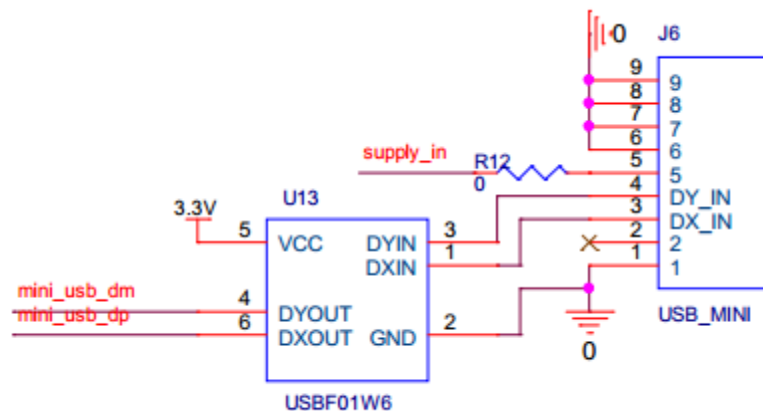 0 J6
9 9
8 8
7 7
6 6
supply_in R12 5 5
0 4 DY_IN
U13 3 DX_IN
3.3V 5 VCC DYIN 3 2 2
DXIN 1 1 1
mini_usb_dm 4 DYOUT
mini_usb_dp 6 DXOUT GND 2 USB_MINI
0
USBF01W6